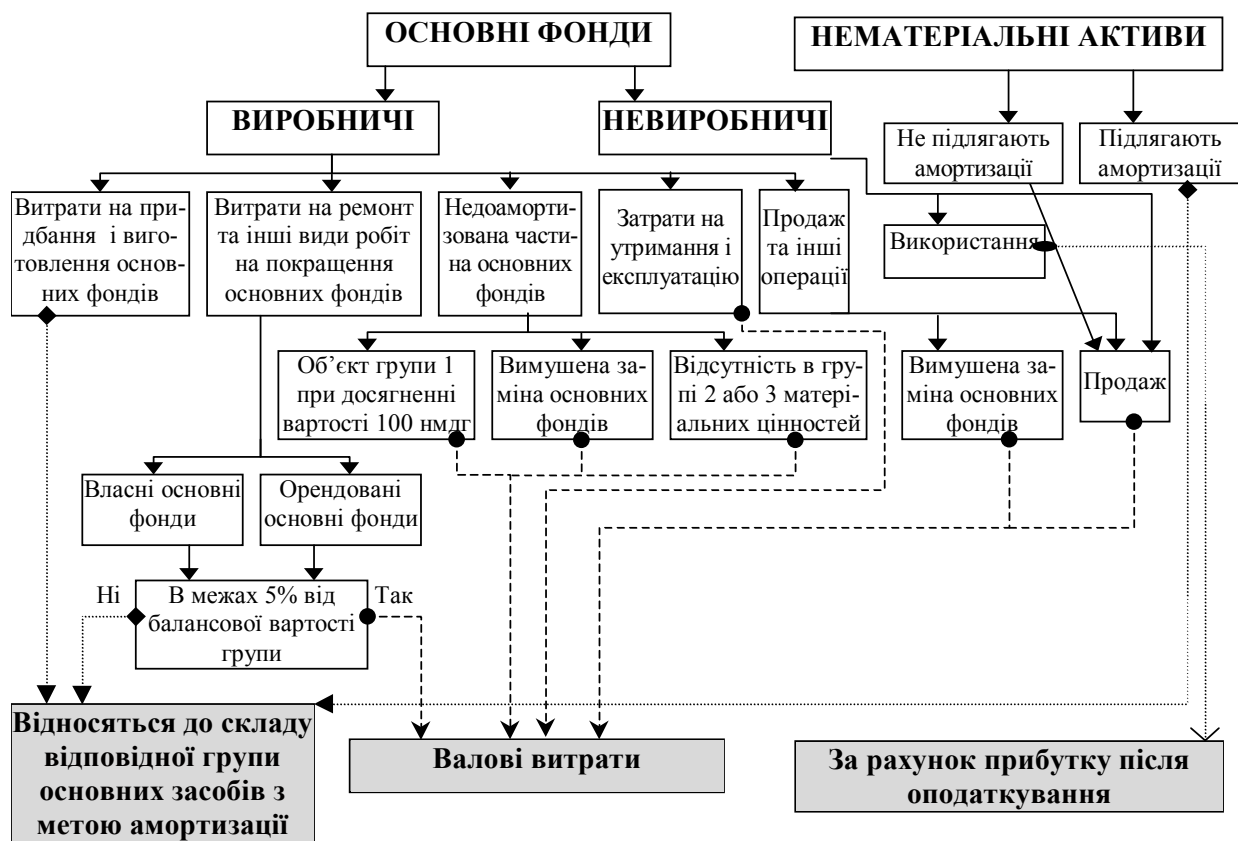 ОСНОВНІ ФОНДИ
НЕМАТЕРІАЛЬНІ АКТИВИ
ВИРОБНИЧІ
НЕВИРОБНИЧІ
Не підлягають
амортизації
Підлягають
амортизації
Витрати на при-
дбання і виго-
товлення основ-
них фондів
Витрати на ремонт
та інші види робіт
на покращення
основних фондів
Недоаморти-
зована части-
на основних
фондів
Затрати на
утримання і
експлуатацію
Продаж
та інші
операції
Використання
Об’єкт групи 1
при досягненні
вартості 100 нмдг
Вимушена за-
міна основних
фондів
Відсутність в гру-
пі 2 або 3 матері-
альних цінностей
Вимушена за-
міна основних
фондів
Продаж
Власні основні
фонди
Орендовані
основні фонди
Ні
В межах 5% від
балансової вартості
групи
Так
Відносяться до складу
відповідної групи
основних засобів з
метою амортизації
Валові витрати
За рахунок прибутку після
оподаткування